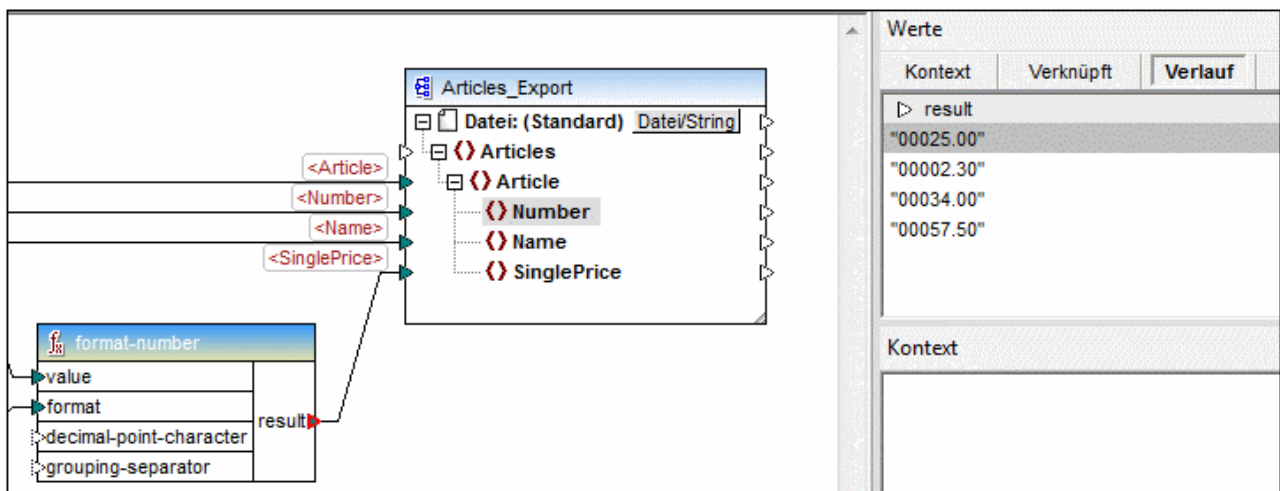 Articles_Export
Datei: (Standard) Datei/String
Articles
<Article>
Article
<Number>
Number
<Name>
Name
<SinglePrice>
SinglePrice
format-number
value
format
result
decimal-point-character
grouping-separator
Werte
Kontext Verknüpft Verlauf
result
"00025.00"
"00002.30"
"00034.00"
"00057.50"
Kontext